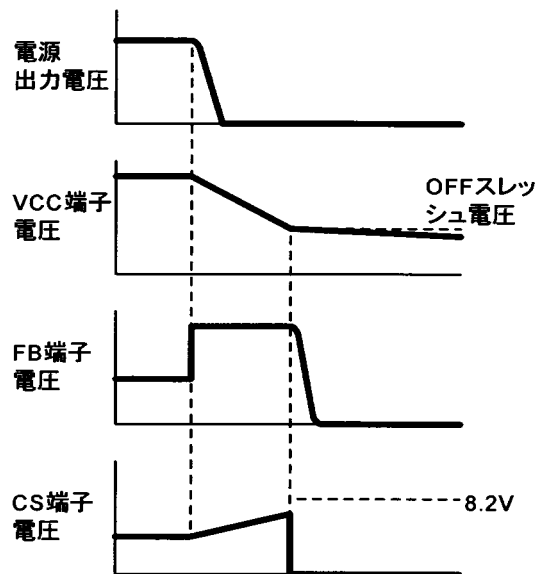 電源
出力電圧
VCC端子
電圧
OFFスレッ
シュ電圧
FB端子
電圧
CS端子
電圧
8.2V